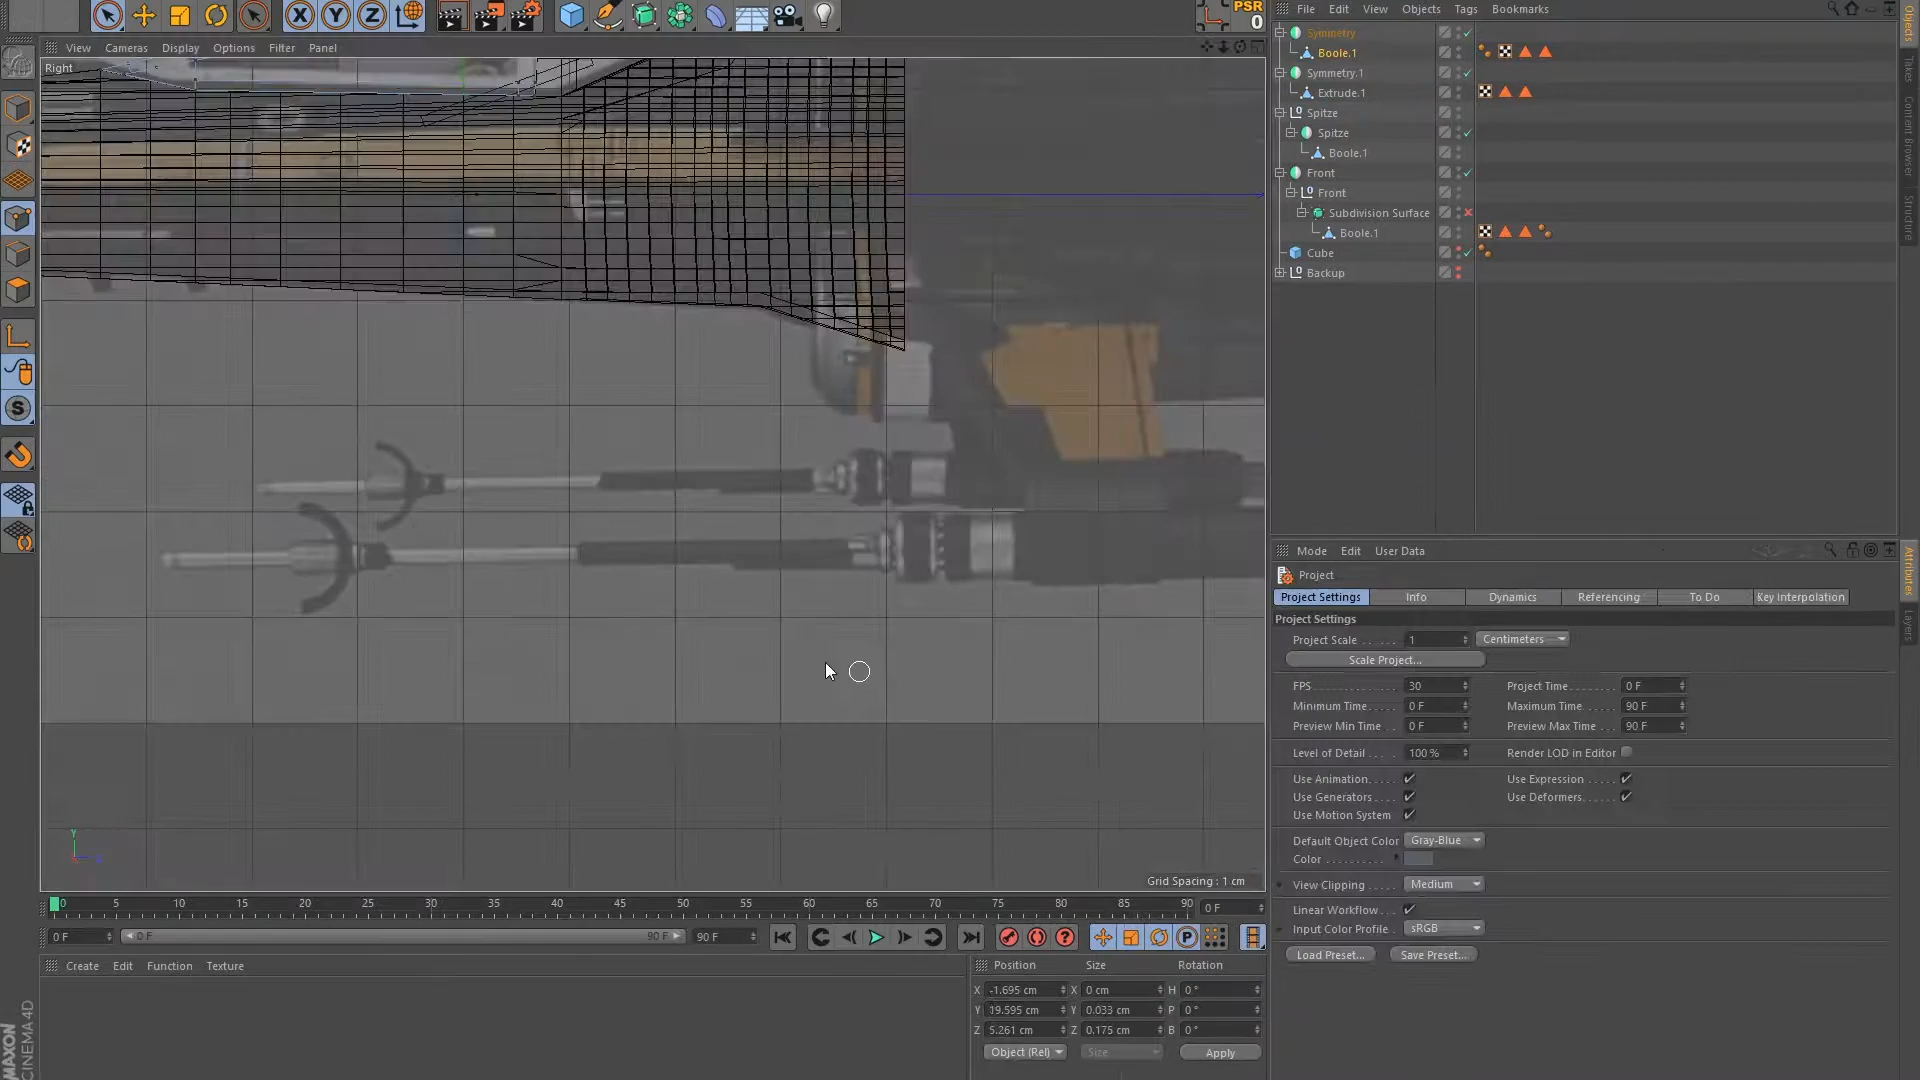 PSR
0
X Y Z
File Edit View Objects Tags Bookmarks
View Cameras Display Options Filter Panel
Right
Symmetry
Boole.1
Symmetry.1
Extrude.1
Spitze
Spitze
Boole.1
Front
Front
Subdivision Surface
Boole.1
Cube
Backup
Objects
Takes
Content Browser
Structure
Mode Edit User Data
Project
Project Settings Info Dynamics Referencing To Do Key Interpolation
Project Settings
Project Scale 1 Centimeters
Scale Project...
FPS 30 Project Time 0 F
Minimum Time 0 F Maximum Time 90 F
Preview Min Time 0 F Preview Max Time 90 F
Level of Detail 100 % Render LOD in Editor
Use Animation Use Expression
Use Generators Use Deformers
Use Motion System
Default Object Color Gray-Blue
Color
View Clipping Medium
Linear Workflow
Input Color Profile sRGB
Load Preset... Save Preset...
Attributes
Layers
S
Y
Grid Spacing : 1 cm
0 5 10 15 20 25 30 35 40 45 50 55 60 65 70 75 80 85 90 0 F
0 F 0 F 90 F 90 F
P
Create Edit Function Texture
Position Size Rotation
X -1.695 cm X 0 cm H 0 °
Y 19.595 cm Y 0.033 cm P 0 °
Z 5.261 cm Z 0.175 cm B 0 °
Object (Rel) Size Apply
MAXON
CINEMA 4D